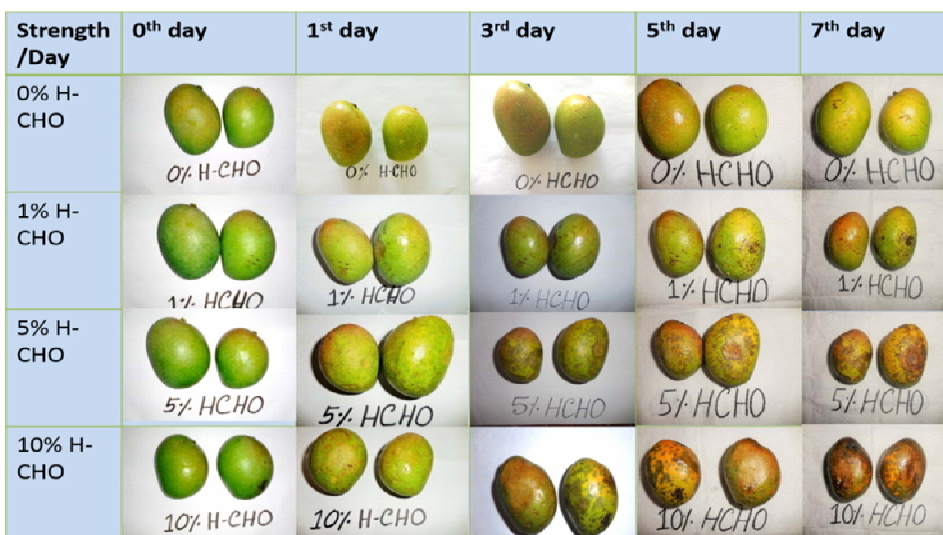 Strength
/Day
0th day
1st day
3rd day
5th day
7th day
0% H-
CHO
0% H-CHO
0% H-CHO
0% HCHO
0% HCHO
0% HCHO
1% H-
CHO
1% HCHO
1% HCHO
1% HCHO
1% HCHO
1% HCHO
5% H-
CHO
5% HCHO
5% HCHO
5% HCHO
5% HCHO
5% HCHO
10% H-
CHO
10% H-CHO
10% H-CHO
10% HCHO
10% HCHO